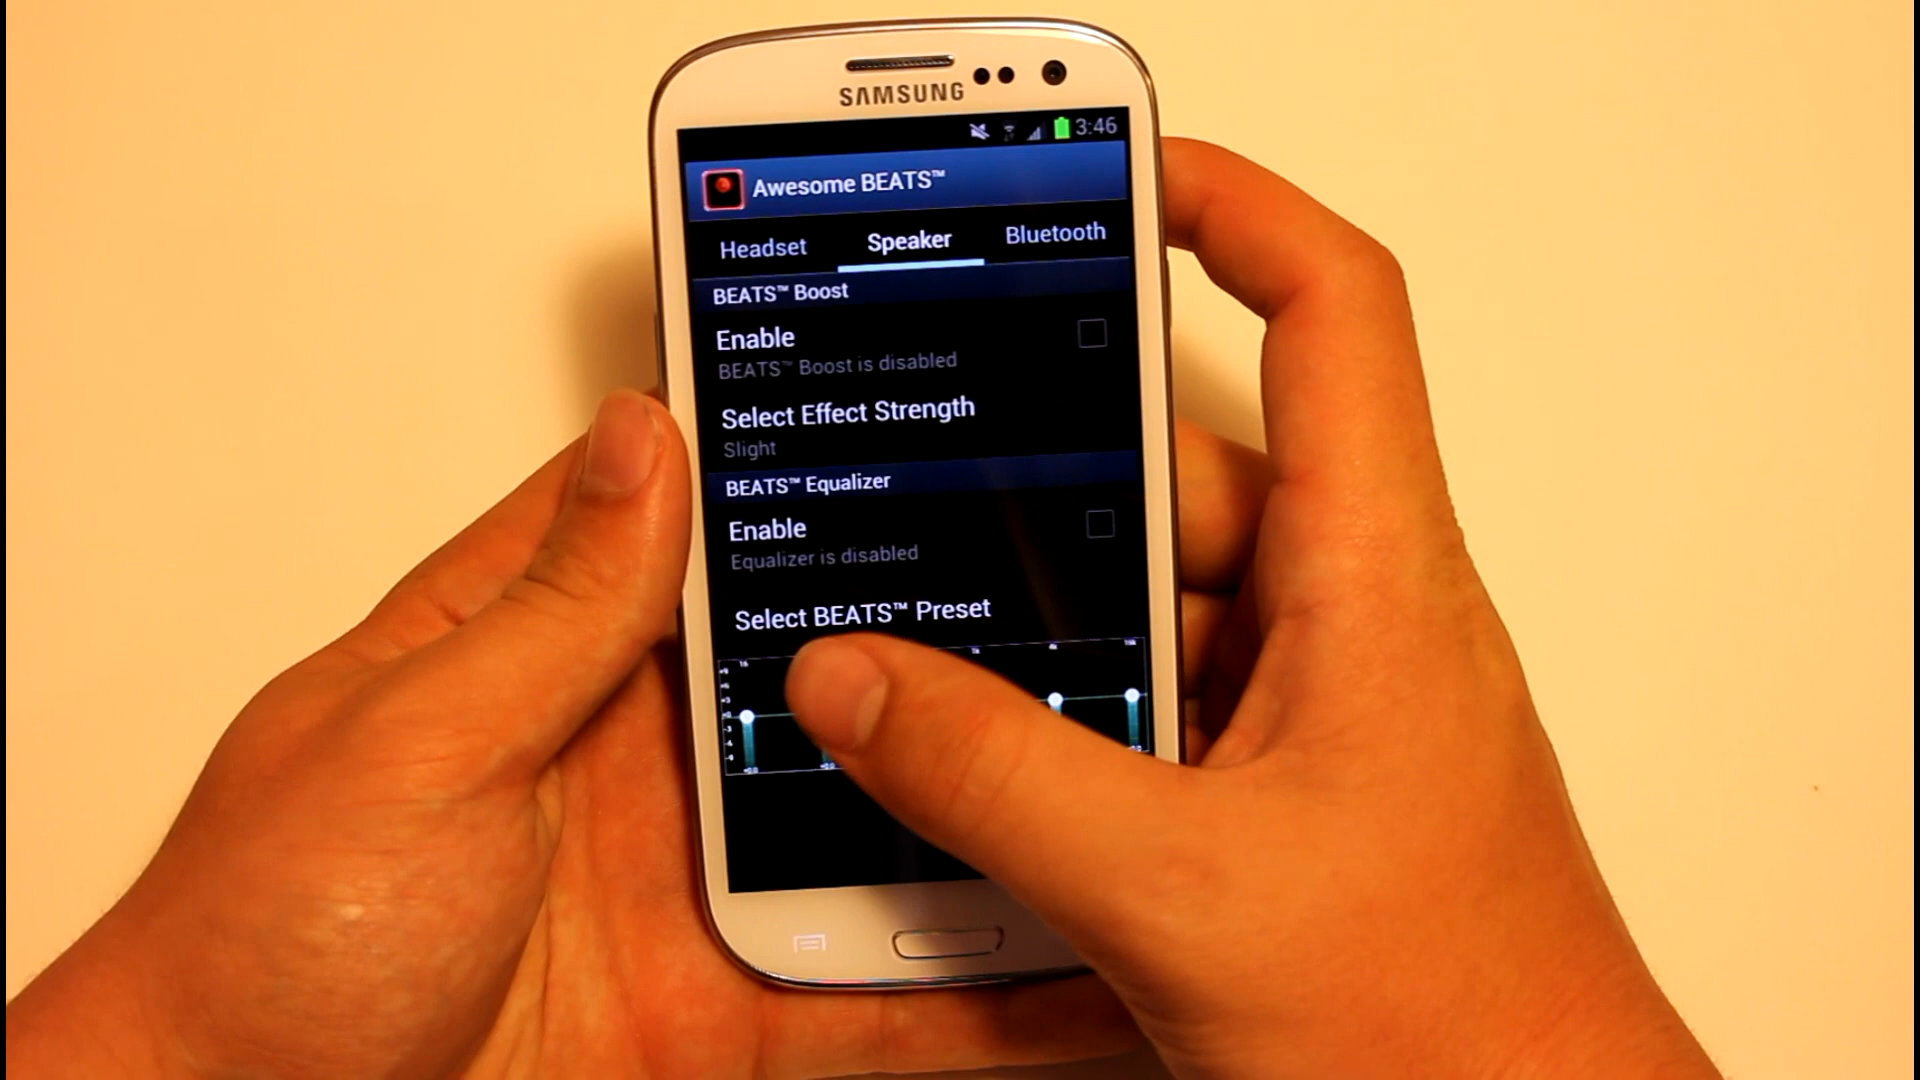 SAMSUNG
3:46
Awesome BEATS™
Headset Speaker Bluetooth
BEATS™ Boost
Enable
BEATS™ Boost is disabled
Select Effect Strength
Slight
BEATS™ Equalizer
Enable
Equalizer is disabled
Select BEATS™ Preset